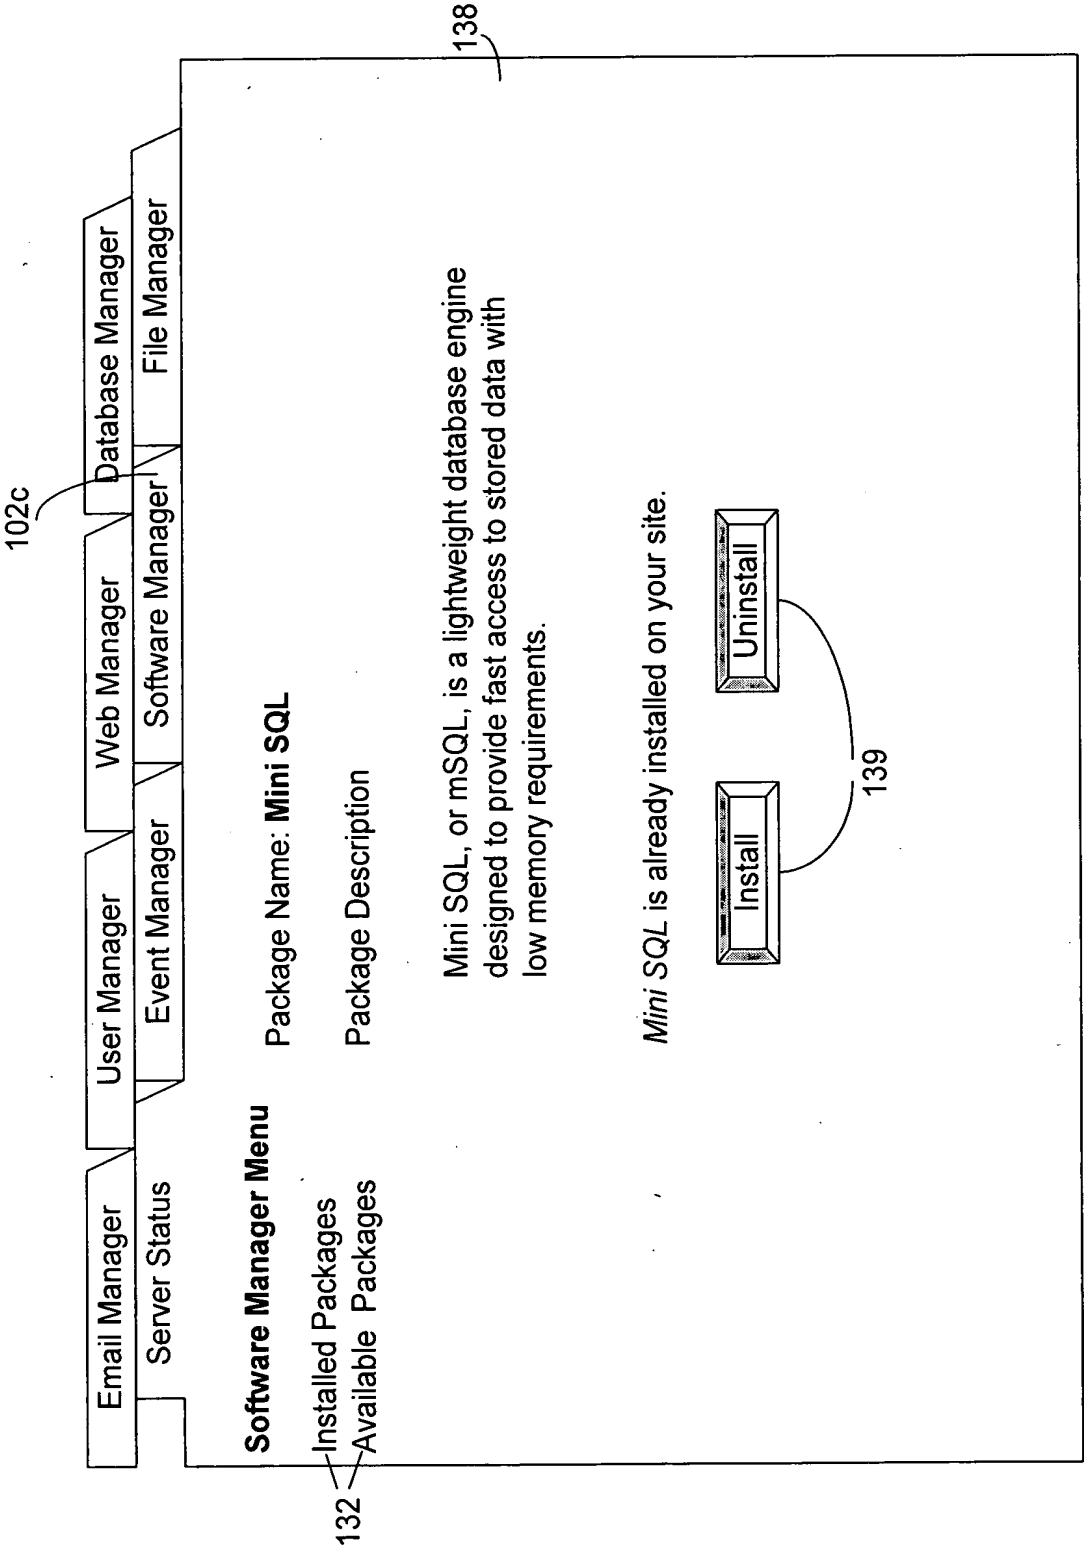 138
102c
Email Manager
User Manager
Web Manager
Database Manager
Server Status
Event Manager
Software Manager
File Manager
Software Manager Menu
Installed Packages
Available Packages
132
Package Name: Mini SQL
Package Description
Mini SQL, or mSQL, is a lightweight database engine
designed to provide fast access to stored data with
low memory requirements.
Mini SQL is already installed on your site.
Install
Uninstall
139